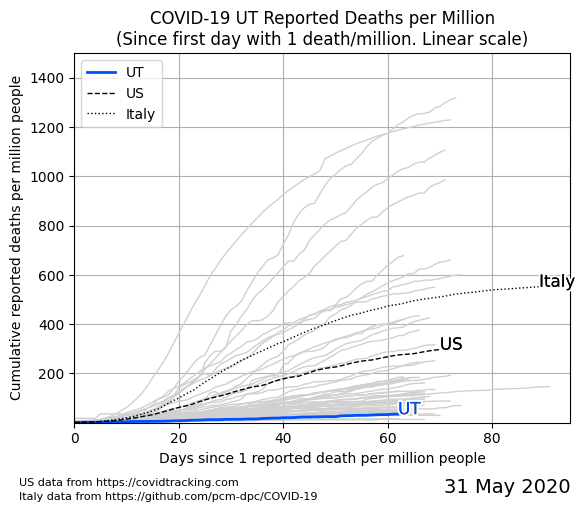 COVID-19 UT Reported Deaths per Million
(Since first day with 1 death/million. Linear scale)
Cumulative reported deaths per million people
1400
1200
1000
800
600
400
200
UT
US
Italy
Italy
US
UT
0
20
40
60
80
Days since 1 reported death per million people
US data from https://covidtracking.com
Italy data from https://github.com/pcm-dpc/COVID-19
31 May 2020